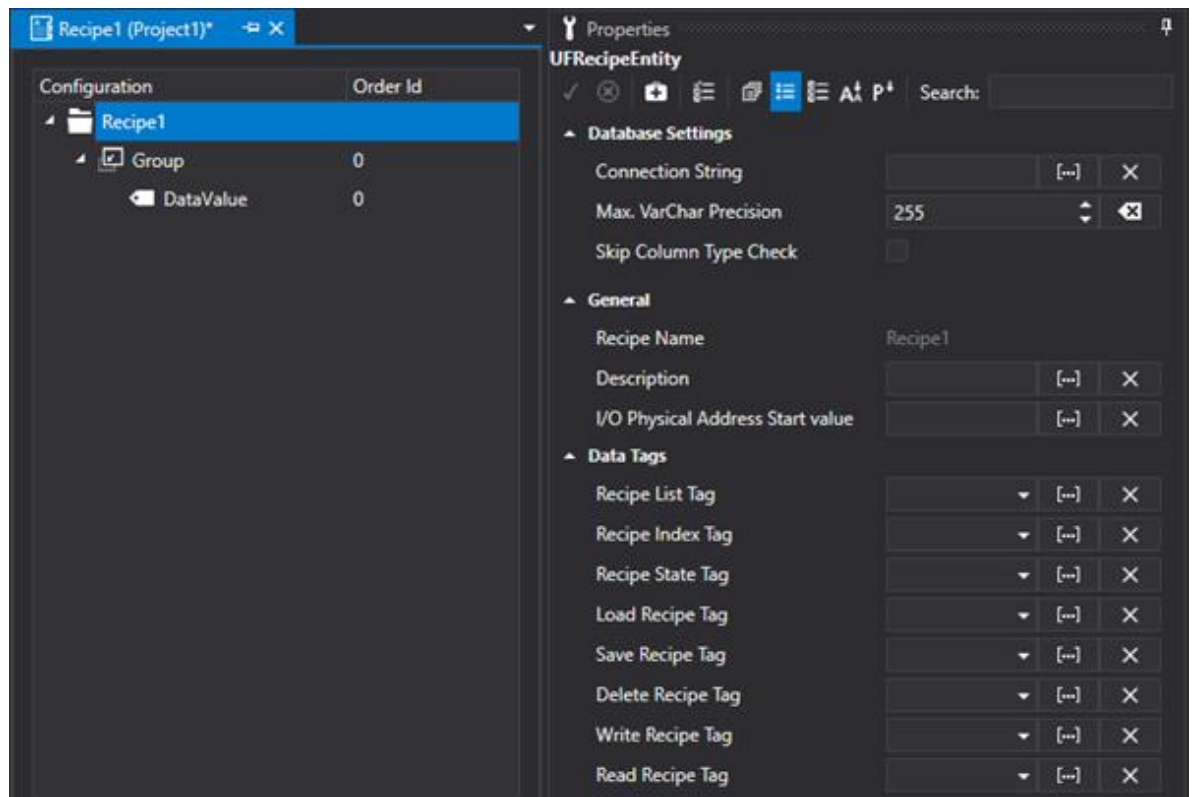 Recipe1 (Project1)*
Configuration Order Id
Recipe1
Group 0
DataValue 0
Properties
UFRecipeEntity
Search:
Database Settings
Connection String [...]
Max. VarChar Precision 255
Skip Column Type Check
General
Recipe Name Recipe1
Description [...]
I/O Physical Address Start value [...]
Data Tags
Recipe List Tag [...]
Recipe Index Tag [...]
Recipe State Tag [...]
Load Recipe Tag [...]
Save Recipe Tag [...]
Delete Recipe Tag [...]
Write Recipe Tag [...]
Read Recipe Tag [...]